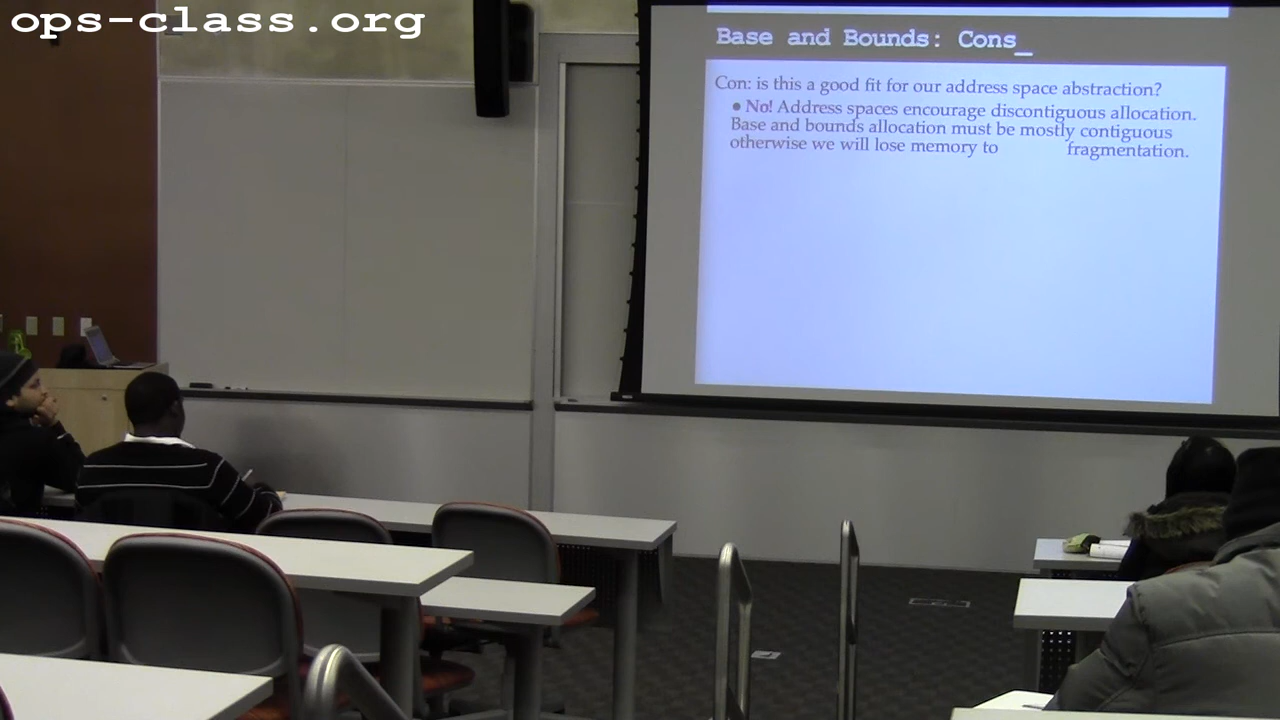 ops-class.org
Base and Bounds: Cons_
Con: is this a good fit for our address space abstraction?
• No! Address spaces encourage discontiguous allocation.
Base and bounds allocation must be mostly contiguous
otherwise we will lose memory to fragmentation.